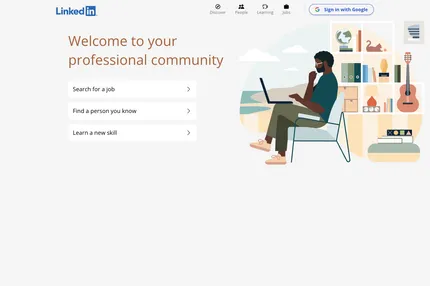 LinkedIn
Discover
People
Learning
Jobs
Sign in with Google
Welcome to your
professional community
Search for a job
Find a person you know
Learn a new skill